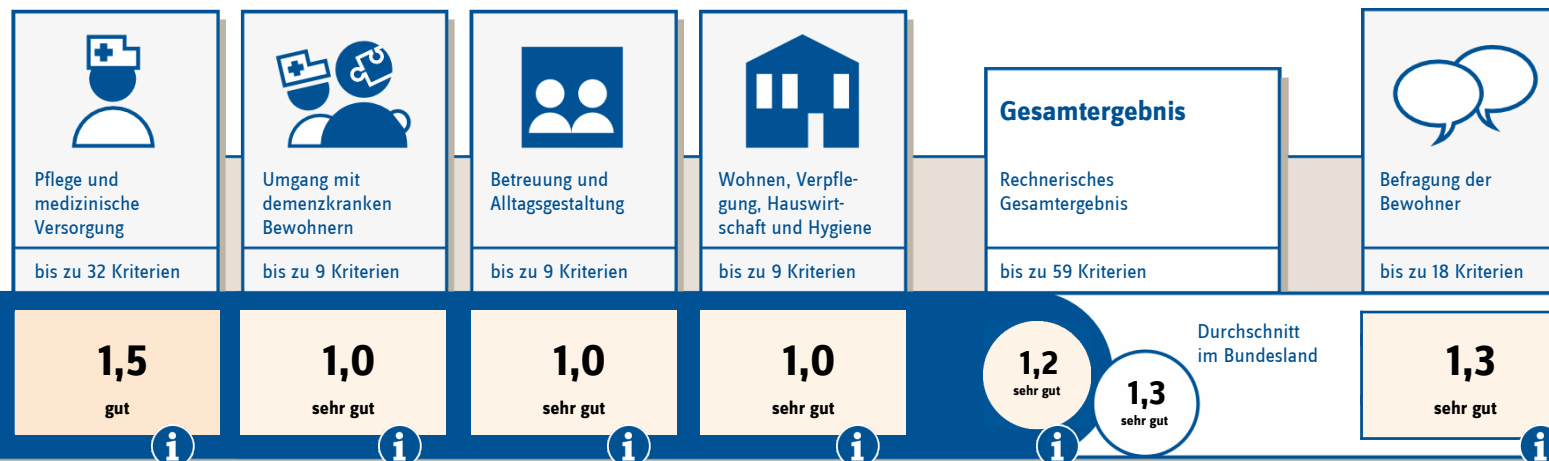 Pflege und
medizinische
Versorgung
bis zu 32 Kriterien
1,5
gut
i
Umgang mit
demenzkranken
Bewohnern
bis zu 9 Kriterien
1,0
sehr gut
i
Betreuung und
Alltagsgestaltung
bis zu 9 Kriterien
1,0
sehr gut
i
Wohnen, Verpfle-
gung, Hauswirt-
schaft und Hygiene
bis zu 9 Kriterien
1,0
sehr gut
i
Gesamtergebnis
Rechnerisches
Gesamtergebnis
bis zu 59 Kriterien
1,2
sehr gut
i
Durchschnitt
im Bundesland
1,3
sehr gut
Befragung der
Bewohner
bis zu 18 Kriterien
1,3
sehr gut
i